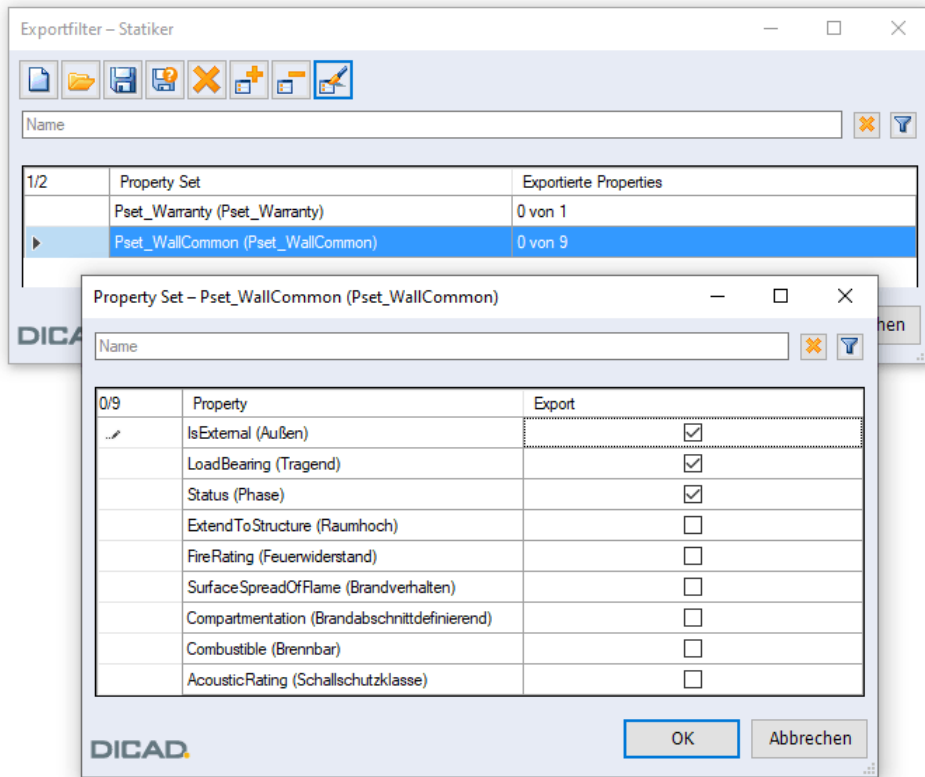 Exportfilter – Statiker
Name
1/2 Property Set Exportierte Properties
Pset_Warranty (Pset_Warranty) 0 von 1
Pset_WallCommon (Pset_WallCommon) 0 von 9
hen
Property Set – Pset_WallCommon (Pset_WallCommon)
Name
0/9 Property Export
IsExternal (Außen)
LoadBearing (Tragend)
Status (Phase)
ExtendToStructure (Raumhoch)
FireRating (Feuerwiderstand)
SurfaceSpreadOfFlame (Brandverhalten)
Compartmentation (Brandabschnittdefinierend)
Combustible (Brennbar)
AcousticRating (Schallschutzklasse)
DICAD. OK Abbrechen